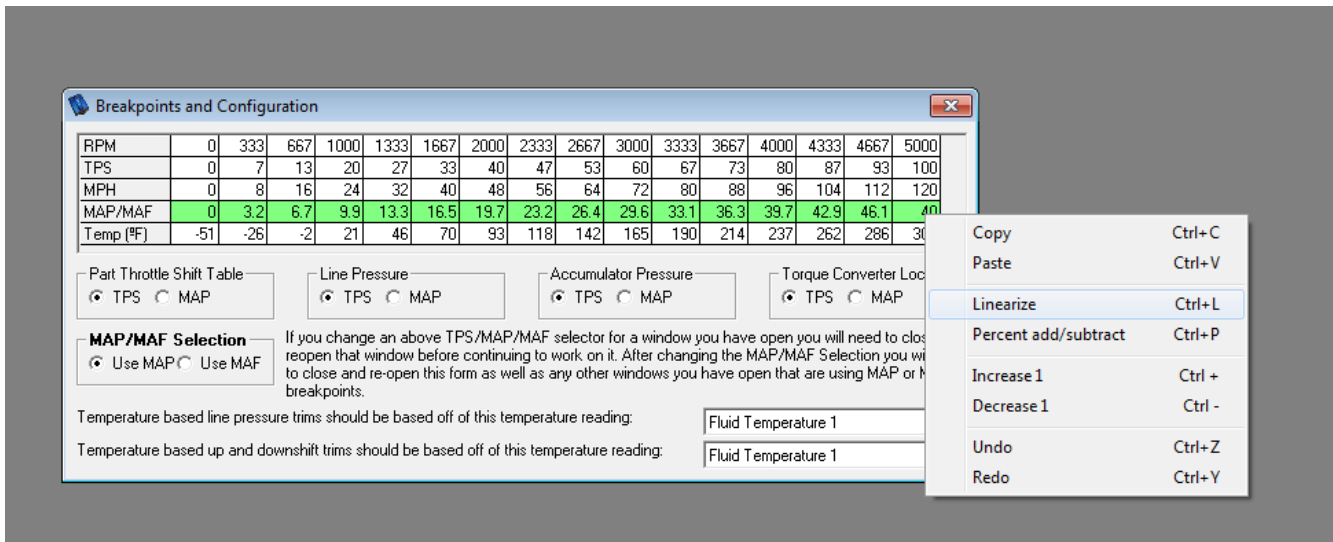 Breakpoints and Configuration
RPM 0 333 667 1000 1333 1667 2000 2333 2667 3000 3333 3667 4000 4333 4667 5000
TPS 0 7 13 20 27 33 40 47 53 60 67 73 80 87 93 100
MPH 0 8 16 24 32 40 48 56 64 72 80 88 96 104 112 120
MAP/MAF 0 3.2 6.7 9.9 13.3 16.5 19.7 23.2 26.4 29.6 33.1 36.3 39.7 42.9 46.1 40
Temp (ºF) -51 -26 -2 21 46 70 93 118 142 165 190 214 237 262 286
Part Throttle Shift Table Line Pressure Accumulator Pressure Torque Converter Loc
TPS MAP TPS MAP TPS MAP TPS MAP
MAP/MAF Selection
Use MAP Use MAF
If you change an above TPS/MAP/MAF selector for a window you have open you will need to clos
reopen that window before continuing to work on it. After changing the MAP/MAF Selection you wi
to close and re-open this form as well as any other windows you have open that are using MAP or M
breakpoints.
Temperature based line pressure trims should be based off of this temperature reading: Fluid Temperature 1
Temperature based up and downshift trims should be based off of this temperature reading: Fluid Temperature 1
Copy Ctrl+C
Paste Ctrl+V
Linearize Ctrl+L
Percent add/subtract Ctrl+P
Increase 1 Ctrl +
Decrease 1 Ctrl -
Undo Ctrl+Z
Redo Ctrl+Y